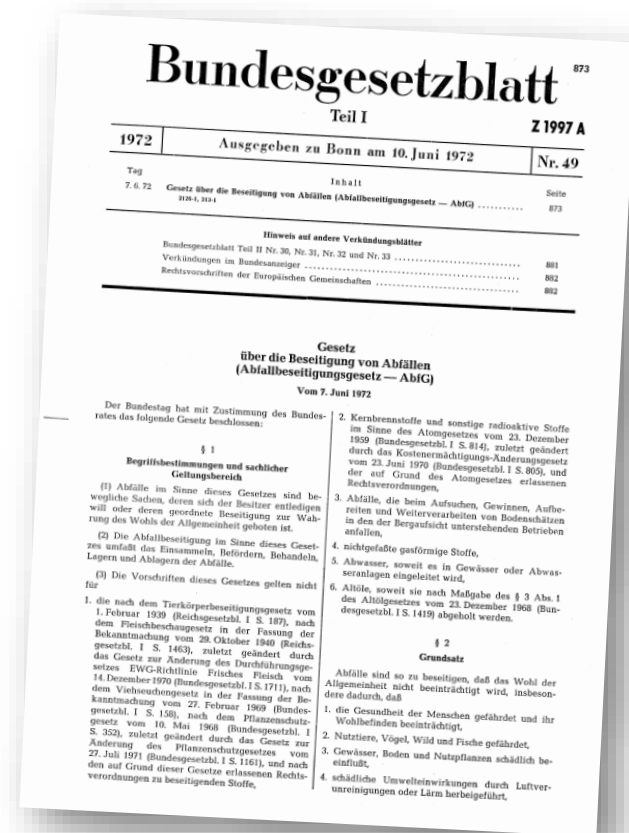 Bundesgesetzblatt
873
Teil I
Z 1997 A
1972
Ausgegeben zu Bonn am 10. Juni 1972
Nr. 49
Tag
Inhalt
Seite
7. 6. 72
Gesetz über die Beseitigung von Abfällen (Abfallbeseitigungsgesetz — AbfG) ...........
873
2126-1, 213-1
Hinweis auf andere Verkündungsblätter
Bundesgesetzblatt Teil II Nr. 30, Nr. 31, Nr. 32 und Nr. 33 ..............................
881
Verkündungen im Bundesanzeiger ....................................................
882
Rechtsvorschriften der Europäischen Gemeinschaften ..................................
882
Gesetz
über die Beseitigung von Abfällen
(Abfallbeseitigungsgesetz — AbfG)
Vom 7. Juni 1972
Der Bundestag hat mit Zustimmung des Bundes-
rates das folgende Gesetz beschlossen:
§ 1
Begriffsbestimmungen und sachlicher
Geltungsbereich
(1) Abfälle im Sinne dieses Gesetzes sind be-
wegliche Sachen, deren sich der Besitzer entledigen
will oder deren geordnete Beseitigung zur Wah-
rung des Wohls der Allgemeinheit geboten ist.
(2) Die Abfallbeseitigung im Sinne dieses Geset-
zes umfaßt das Einsammeln, Befördern, Behandeln,
Lagern und Ablagern der Abfälle.
(3) Die Vorschriften dieses Gesetzes gelten nicht
für
1. die nach dem Tierkörperbeseitigungsgesetz vom
1. Februar 1939 (Reichsgesetzbl. I S. 187), nach
dem Fleischbeschaugesetz in der Fassung der
Bekanntmachung vom 29. Oktober 1940 (Reichs-
gesetzbl. I S. 1463), zuletzt geändert durch
das Gesetz zur Änderung des Durchführungsge-
setzes EWG-Richtlinie Frisches Fleisch vom
14. Dezember 1970 (Bundesgesetzbl. I S. 1711), nach
dem Viehseuchengesetz in der Fassung der Be-
kanntmachung vom 27. Februar 1969 (Bundes-
gesetzbl. I S. 158), nach dem Pflanzenschutz-
gesetz vom 10. Mai 1968 (Bundesgesetzbl. I
S. 352), zuletzt geändert durch das Gesetz zur
Änderung des Pflanzenschutzgesetzes vom
27. Juli 1971 (Bundesgesetzbl. I S. 1161), und nach
den auf Grund dieser Gesetze erlassenen Rechts-
verordnungen zu beseitigenden Stoffe,
2. Kernbrennstoffe und sonstige radioaktive Stoffe
im Sinne des Atomgesetzes vom 23. Dezember
1959 (Bundesgesetzbl. I S. 814), zuletzt geändert
durch das Kostenermächtigungs-Änderungsgesetz
vom 23. Juni 1970 (Bundesgesetzbl. I S. 805), und
der auf Grund des Atomgesetzes erlassenen
Rechtsverordnungen,
3. Abfälle, die beim Aufsuchen, Gewinnen, Aufbe-
reiten und Weiterverarbeiten von Bodenschätzen
in den der Bergaufsicht unterstehenden Betrieben
anfallen,
4. nichtgefaßte gasförmige Stoffe,
5. Abwasser, soweit es in Gewässer oder Abwas-
seranlagen eingeleitet wird,
6. Altöle, soweit sie nach Maßgabe des § 3 Abs. 1
des Altölgesetzes vom 23. Dezember 1968 (Bun-
desgesetzbl. I S. 1419) abgeholt werden.
§ 2
Grundsatz
Abfälle sind so zu beseitigen, daß das Wohl der
Allgemeinheit nicht beeinträchtigt wird, insbeson-
dere dadurch, daß
1. die Gesundheit der Menschen gefährdet und ihr
Wohlbefinden beeinträchtigt,
2. Nutztiere, Vögel, Wild und Fische gefährdet,
3. Gewässer, Boden und Nutzpflanzen schädlich be-
einflußt,
4. schädliche Umwelteinwirkungen durch Luftver-
unreinigungen oder Lärm herbeigeführt,